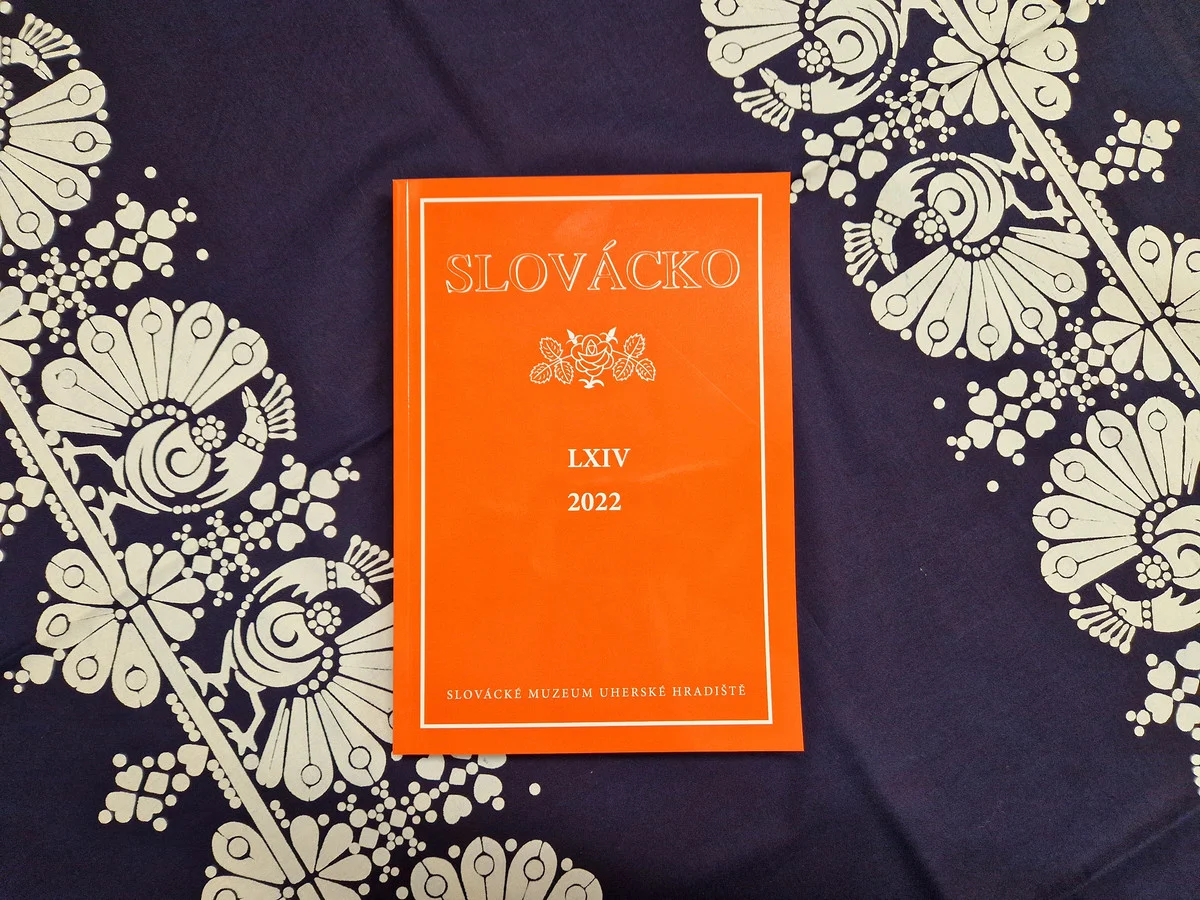 SLOVÁCKO
LXIV
2022
SLOVÁCKÉ MUZEUM UHERSKÉ HRADIŠTĚ